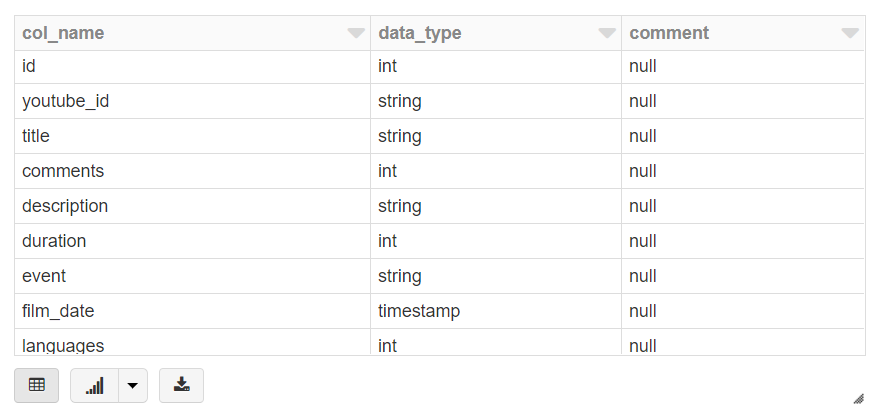 col_name data_type comment
id int null
youtube_id string null
title string null
comments int null
description string null
duration int null
event string null
film_date timestamp null
languages int null